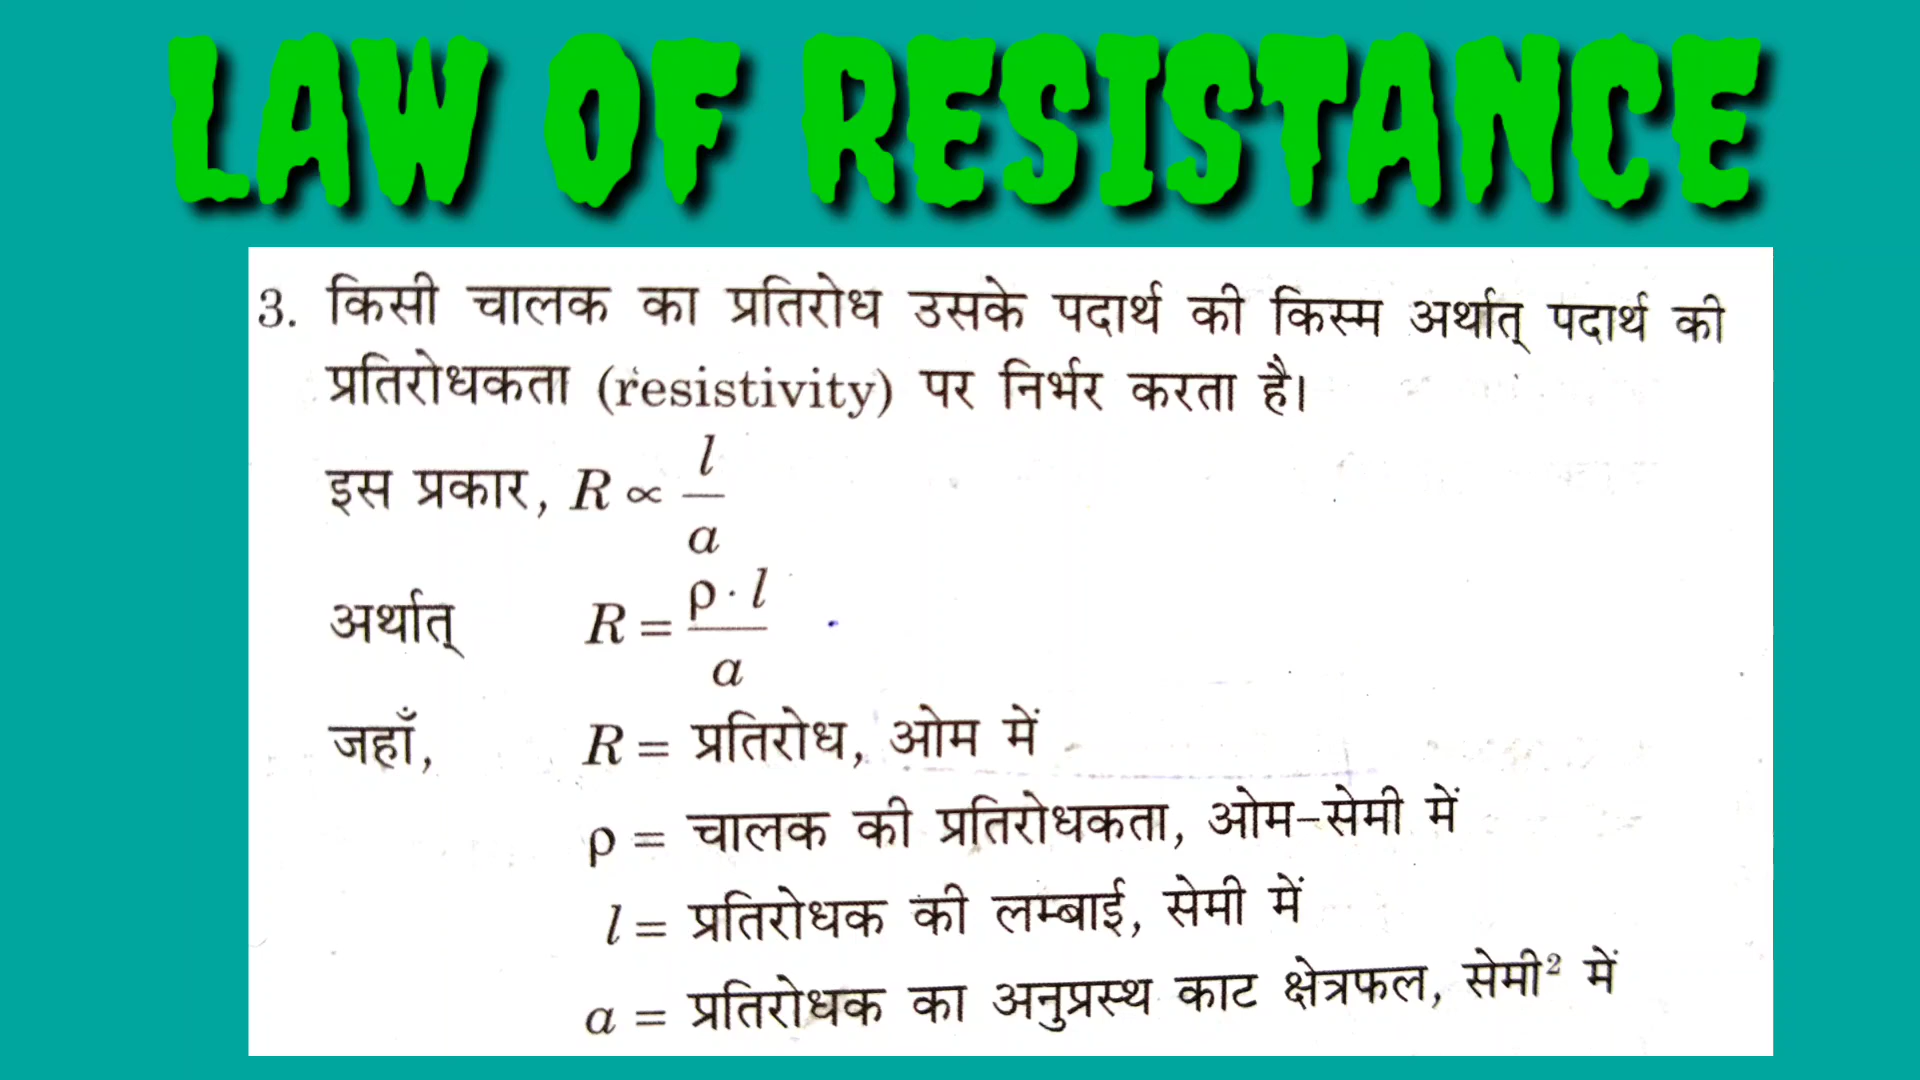 LAW OF RESISTANCE
3. किसी चालक का प्रतिरोध उसके पदार्थ की किस्म अर्थात् पदार्थ की
प्रतिरोधकता (resistivity) पर निर्भर करता है।
इस प्रकार, R ∝ l/a
अर्थात् R = ρ · l/a
जहाँ, R = प्रतिरोध, ओम में
ρ = चालक की प्रतिरोधकता, ओम-सेमी में
l = प्रतिरोधक की लम्बाई, सेमी में
a = प्रतिरोधक का अनुप्रस्थ काट क्षेत्रफल, सेमी² में